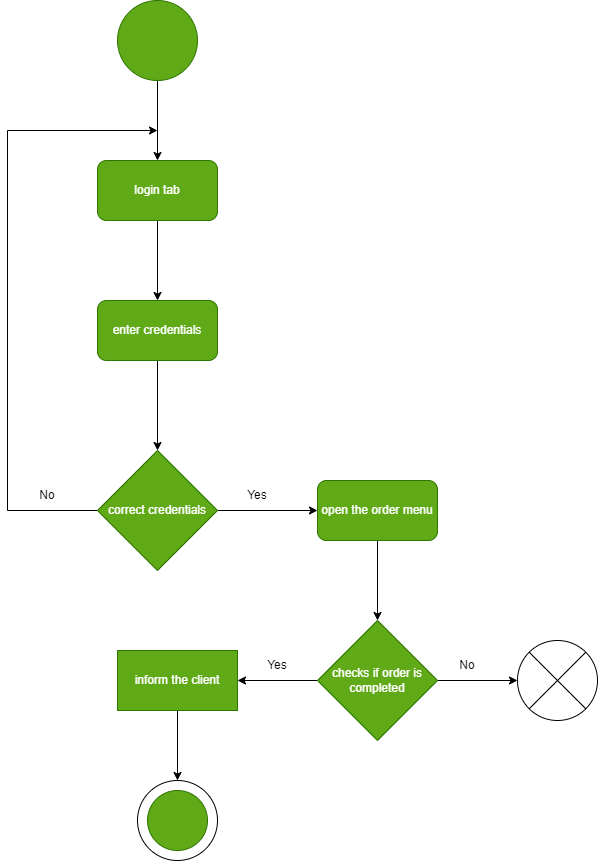 login tab
enter credentials
No
correct credentials
Yes
open the order menu
inform the client
Yes
checks if order is
completed
No